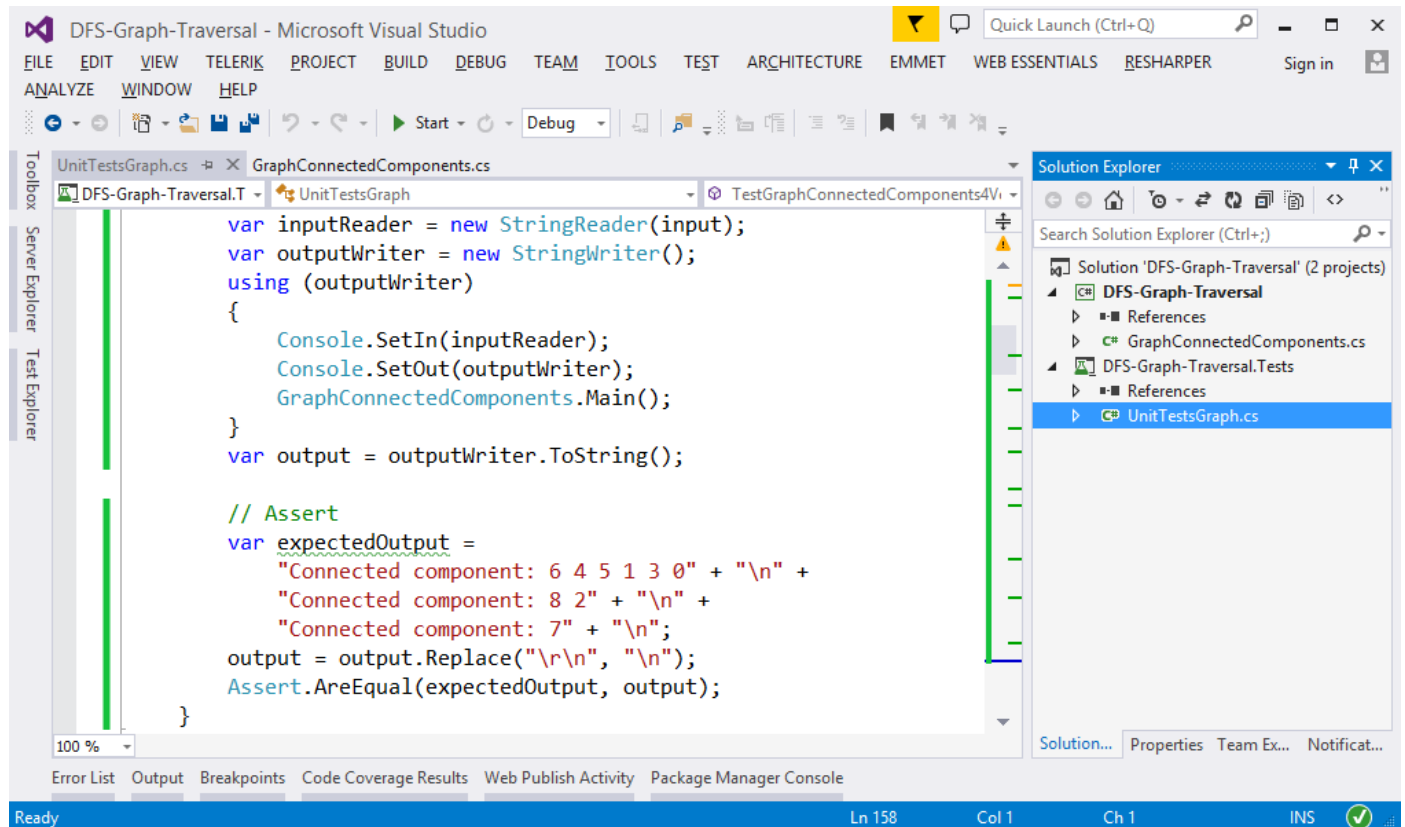 DFS-Graph-Traversal - Microsoft Visual Studio
Quick Launch (Ctrl+Q)
FILE EDIT VIEW TELERIK PROJECT BUILD DEBUG TEAM TOOLS TEST ARCHITECTURE EMMET WEB ESSENTIALS RESHARPER Sign in
ANALYZE WINDOW HELP
Start Debug
Toolbox
Server Explorer
Test Explorer
UnitTestsGraph.cs GraphConnectedComponents.cs
DFS-Graph-Traversal.T UnitTestsGraph TestGraphConnectedComponents4V
var inputReader = new StringReader(input);
var outputWriter = new StringWriter();
using (outputWriter)
{
Console.SetIn(inputReader);
Console.SetOut(outputWriter);
GraphConnectedComponents.Main();
}
var output = outputWriter.ToString();
// Assert
var expectedOutput =
"Connected component: 6 4 5 1 3 0" + "\n" +
"Connected component: 8 2" + "\n" +
"Connected component: 7" + "\n";
output = output.Replace("\r\n", "\n");
Assert.AreEqual(expectedOutput, output);
}
100 %
Solution Explorer
Search Solution Explorer (Ctrl+;)
Solution 'DFS-Graph-Traversal' (2 projects)
C# DFS-Graph-Traversal
References
C# GraphConnectedComponents.cs
DFS-Graph-Traversal.Tests
References
C# UnitTestsGraph.cs
Solution... Properties Team Ex... Notificat...
Error List Output Breakpoints Code Coverage Results Web Publish Activity Package Manager Console
Ready Ln 158 Col 1 Ch 1 INS